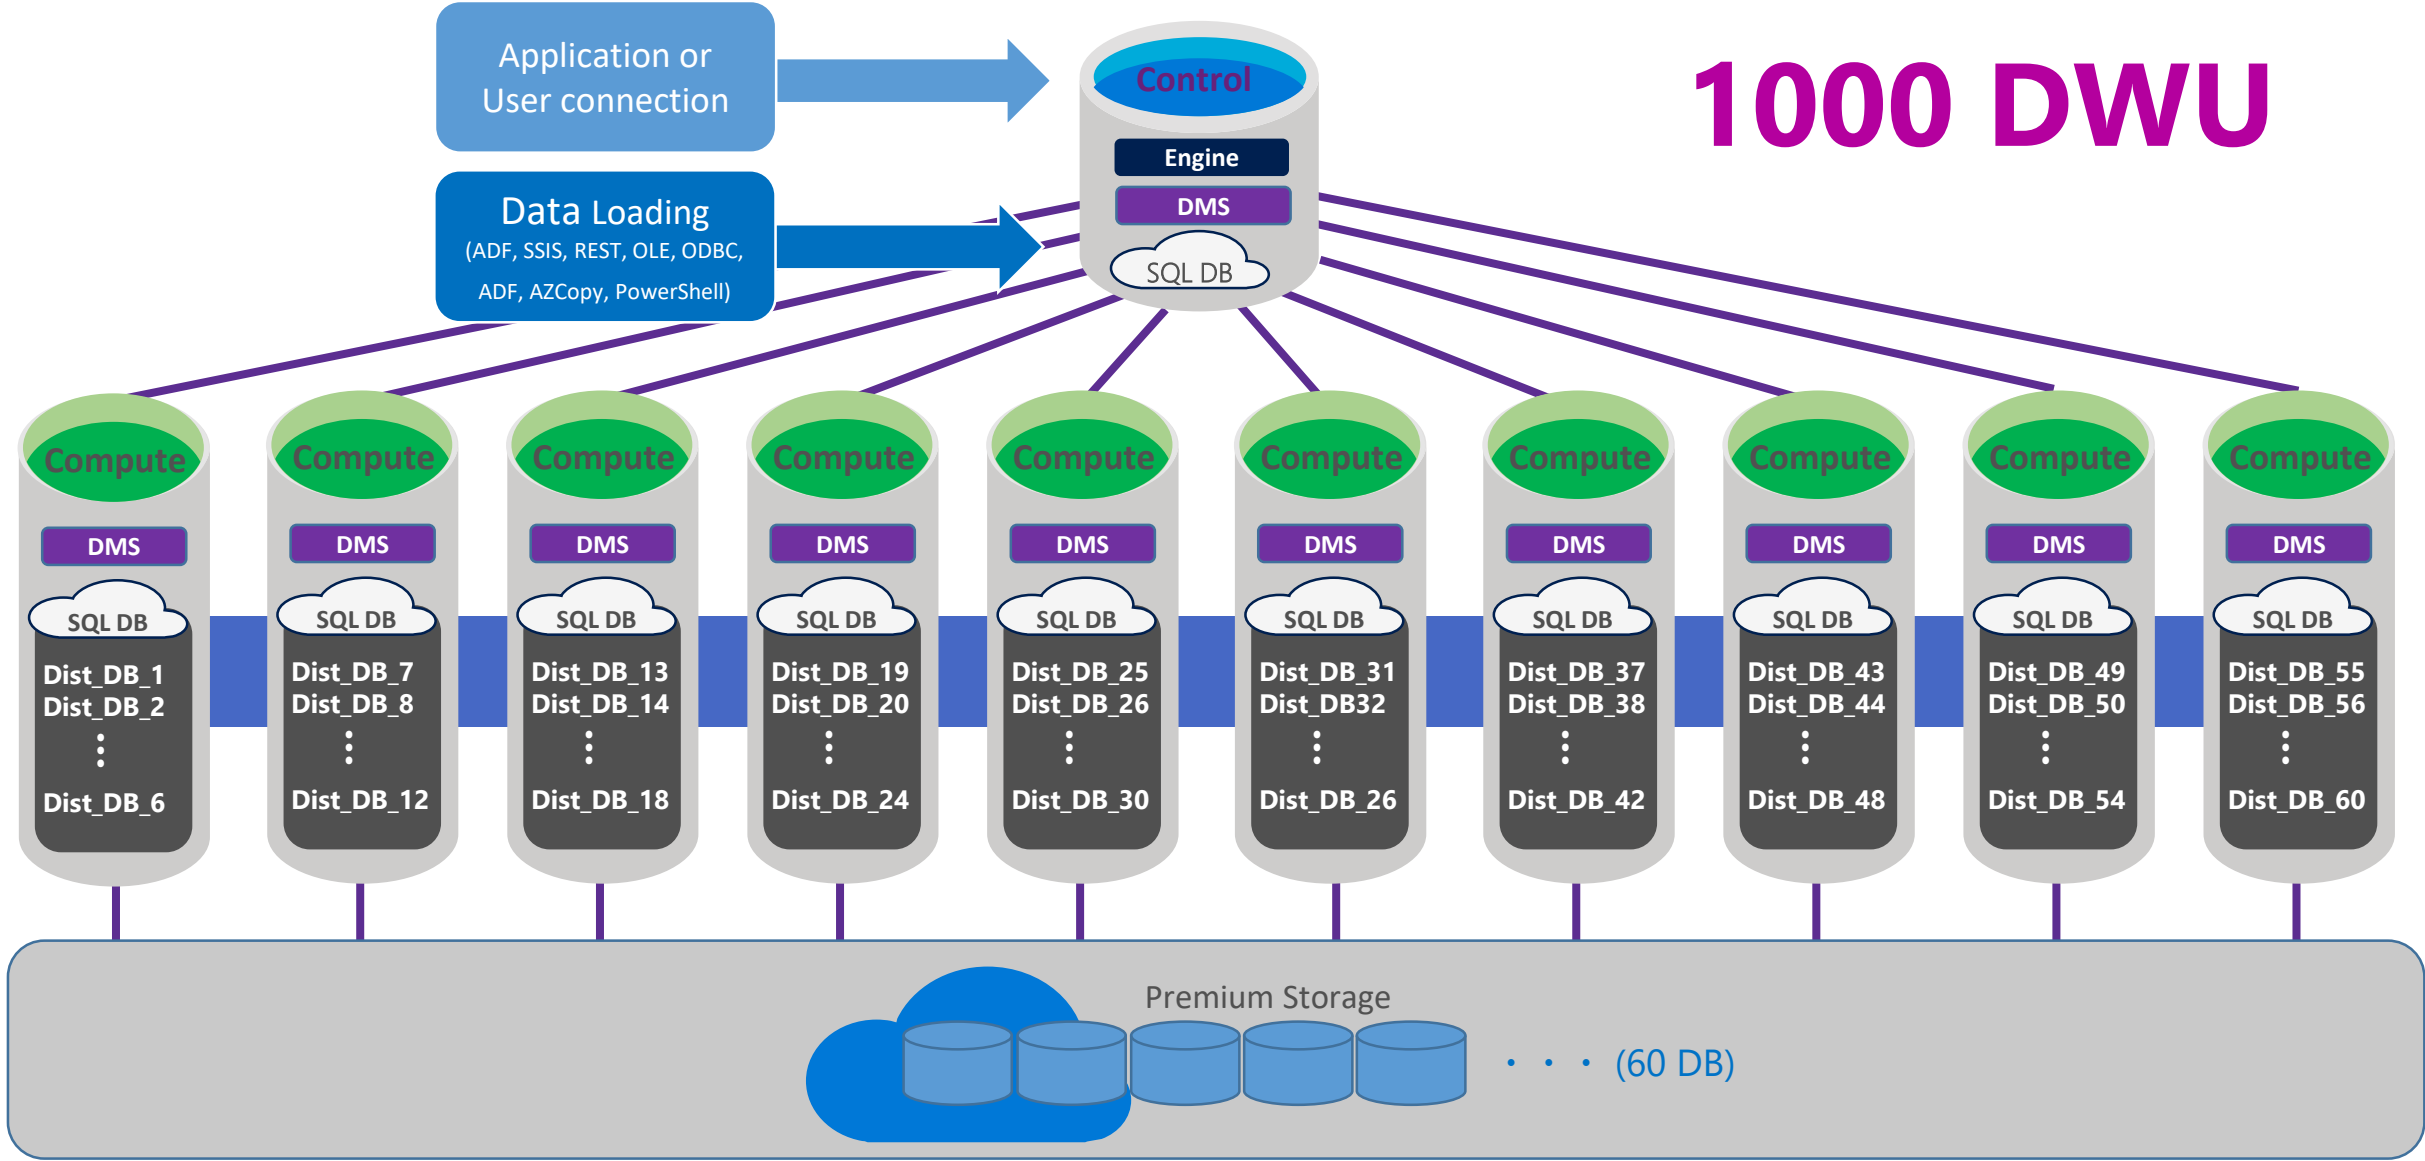 Application or
User connection
Control
1000 DWU
Engine
DMS
SQL DB
Data Loading
(ADF, SSIS, REST, OLE, ODBC,
ADF, AZCopy, PowerShell)
Compute
DMS
SQL DB
Dist_DB_1
Dist_DB_2
Dist_DB_6
Compute
DMS
SQL DB
Dist_DB_7
Dist_DB_8
Dist_DB_12
Compute
DMS
SQL DB
Dist_DB_13
Dist_DB_14
Dist_DB_18
Compute
DMS
SQL DB
Dist_DB_19
Dist_DB_20
Dist_DB_24
Compute
DMS
SQL DB
Dist_DB_25
Dist_DB_26
Dist_DB_30
Compute
DMS
SQL DB
Dist_DB_31
Dist_DB32
Dist_DB_26
Compute
DMS
SQL DB
Dist_DB_37
Dist_DB_38
Dist_DB_42
Compute
DMS
SQL DB
Dist_DB_43
Dist_DB_44
Dist_DB_48
Compute
DMS
SQL DB
Dist_DB_49
Dist_DB_50
Dist_DB_54
Compute
DMS
SQL DB
Dist_DB_55
Dist_DB_56
Dist_DB_60
Premium Storage
・・・ (60 DB)